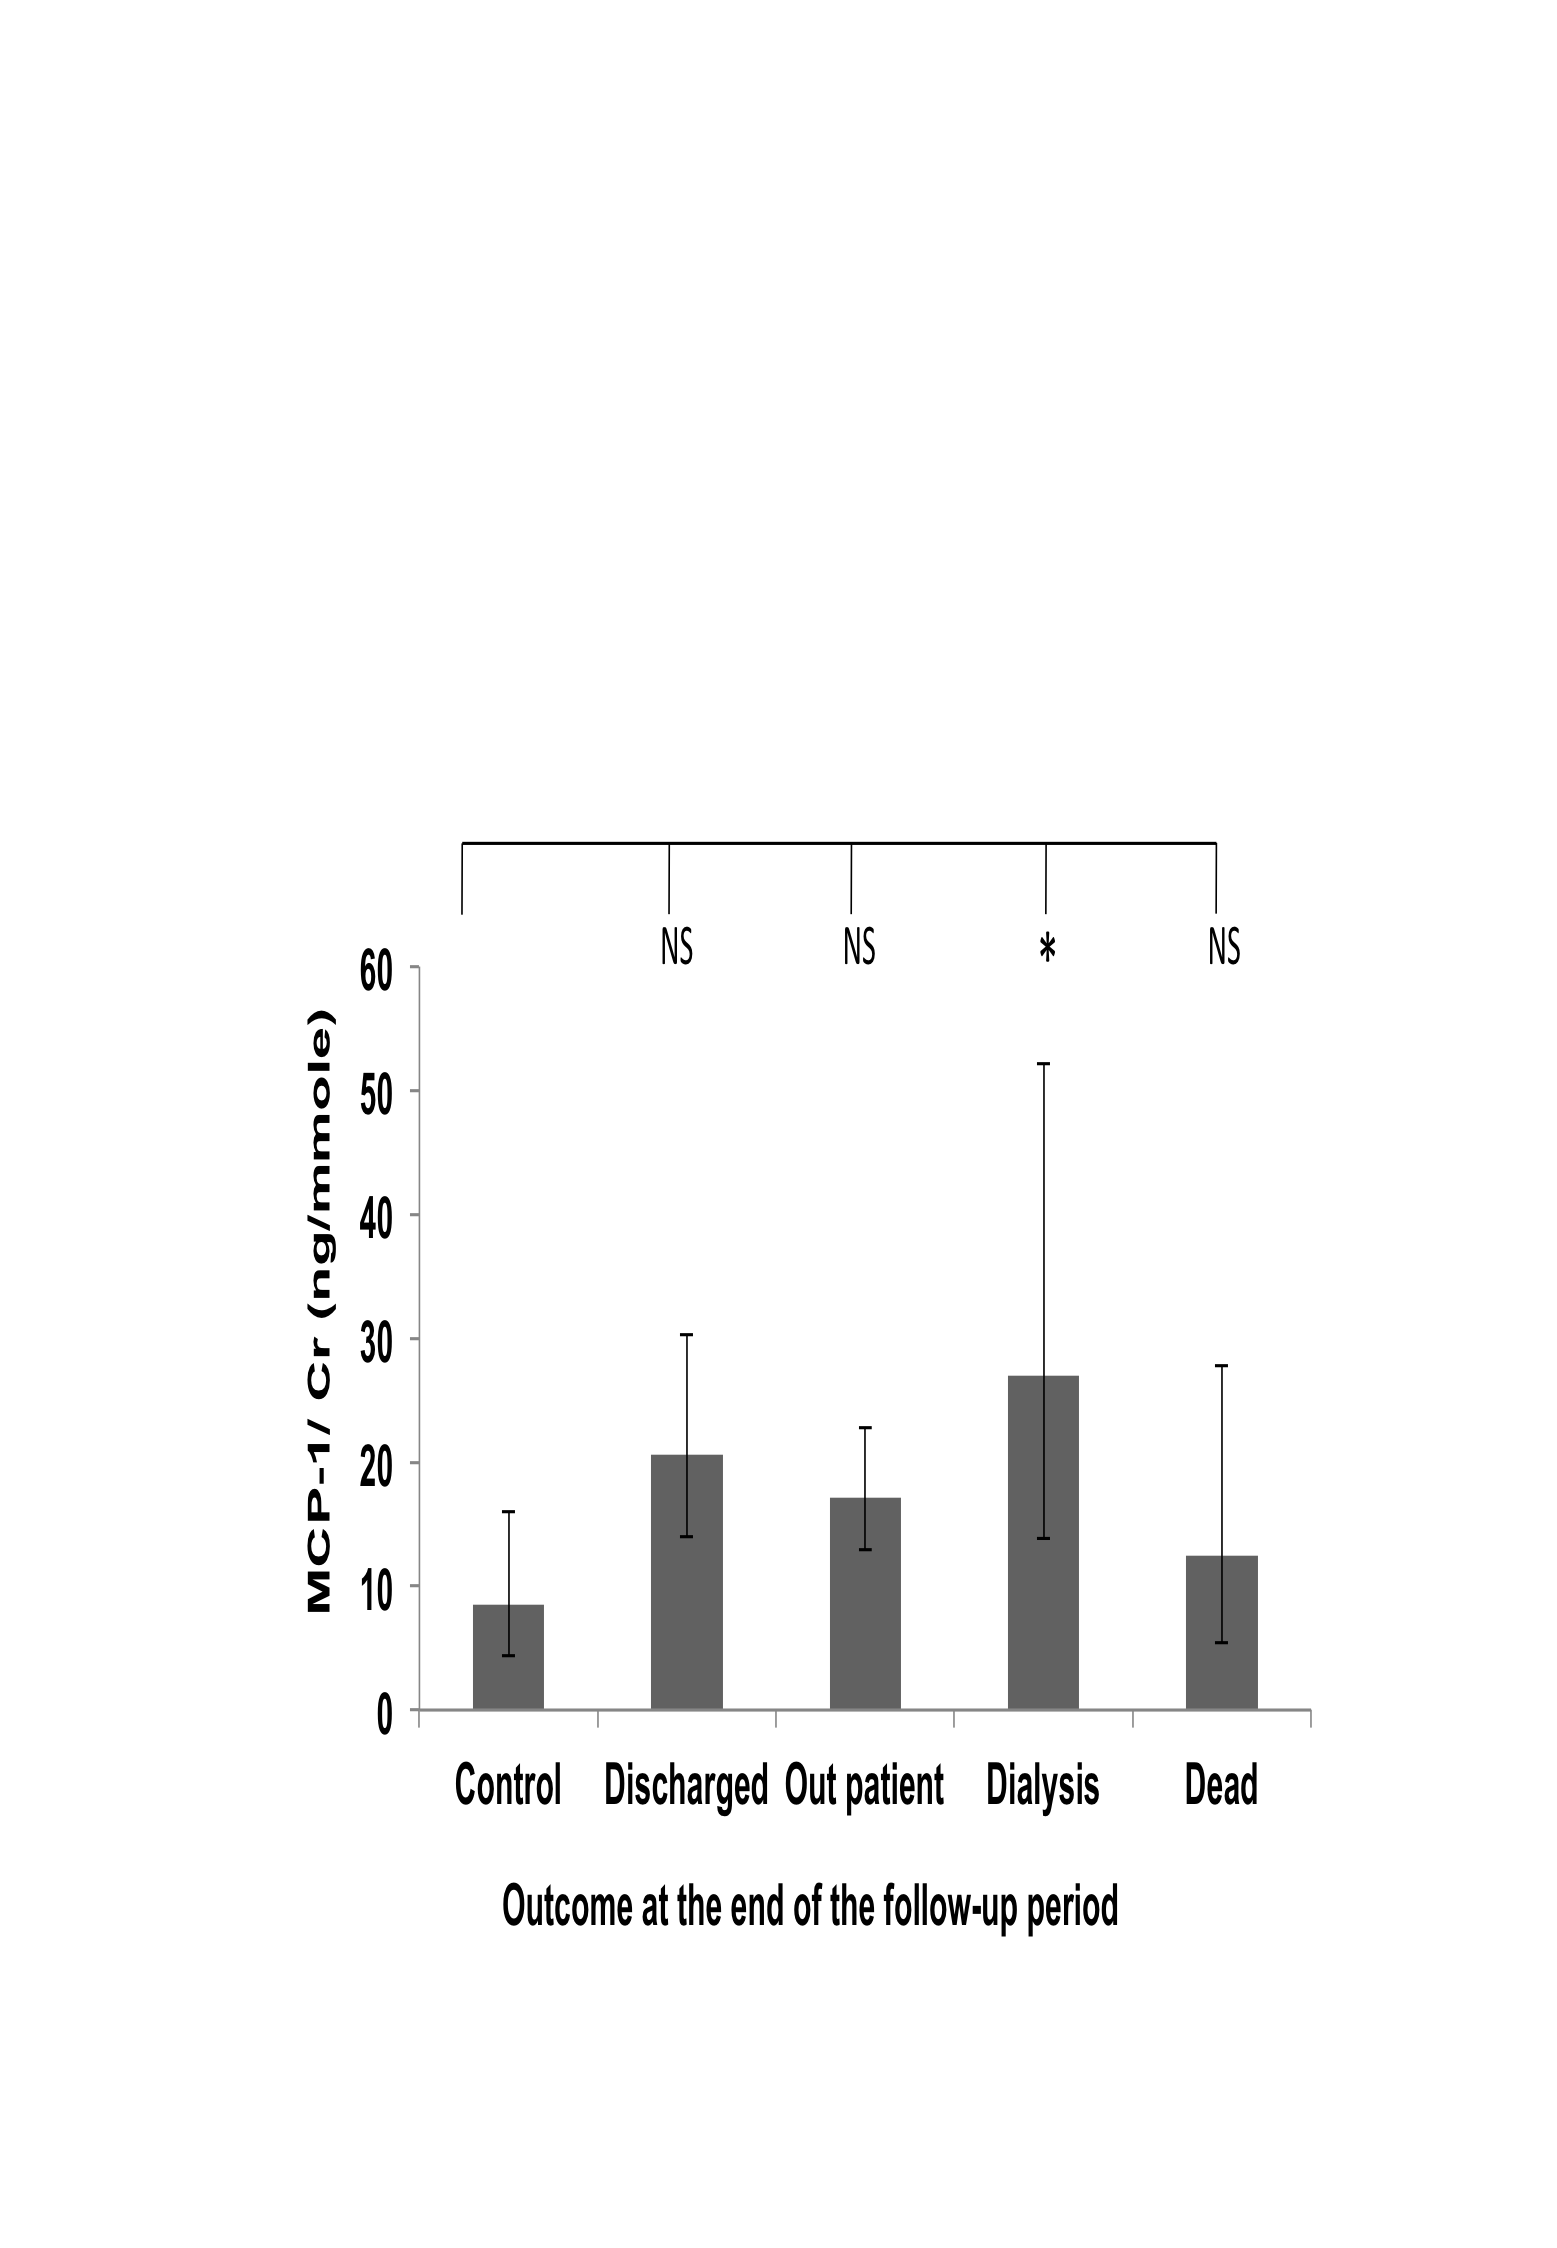 NS NS * NS
60
50
40
30
20
10
0
MCP-1/ Cr (ng/mmole)
Control Discharged Out patient Dialysis Dead
Outcome at the end of the follow-up period